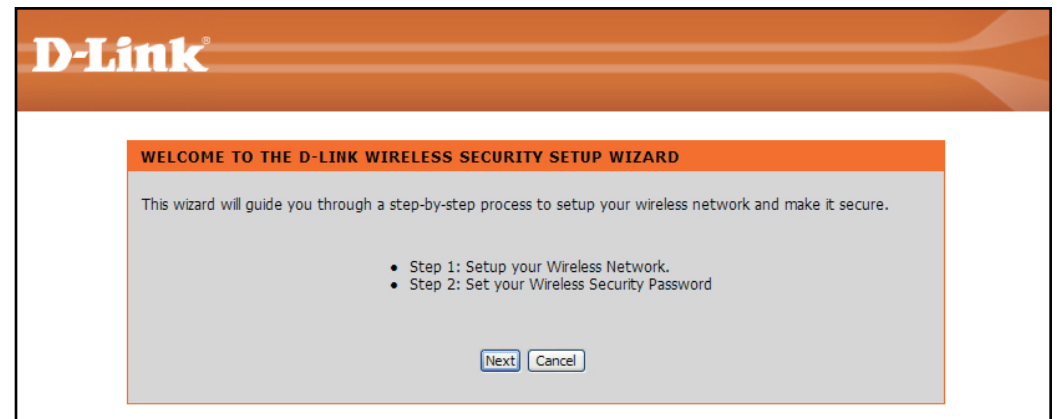 D-Link®
WELCOME TO THE D-LINK WIRELESS SECURITY SETUP WIZARD
This wizard will guide you through a step-by-step process to setup your wireless network and make it secure.
• Step 1: Setup your Wireless Network.
• Step 2: Set your Wireless Security Password
Next Cancel